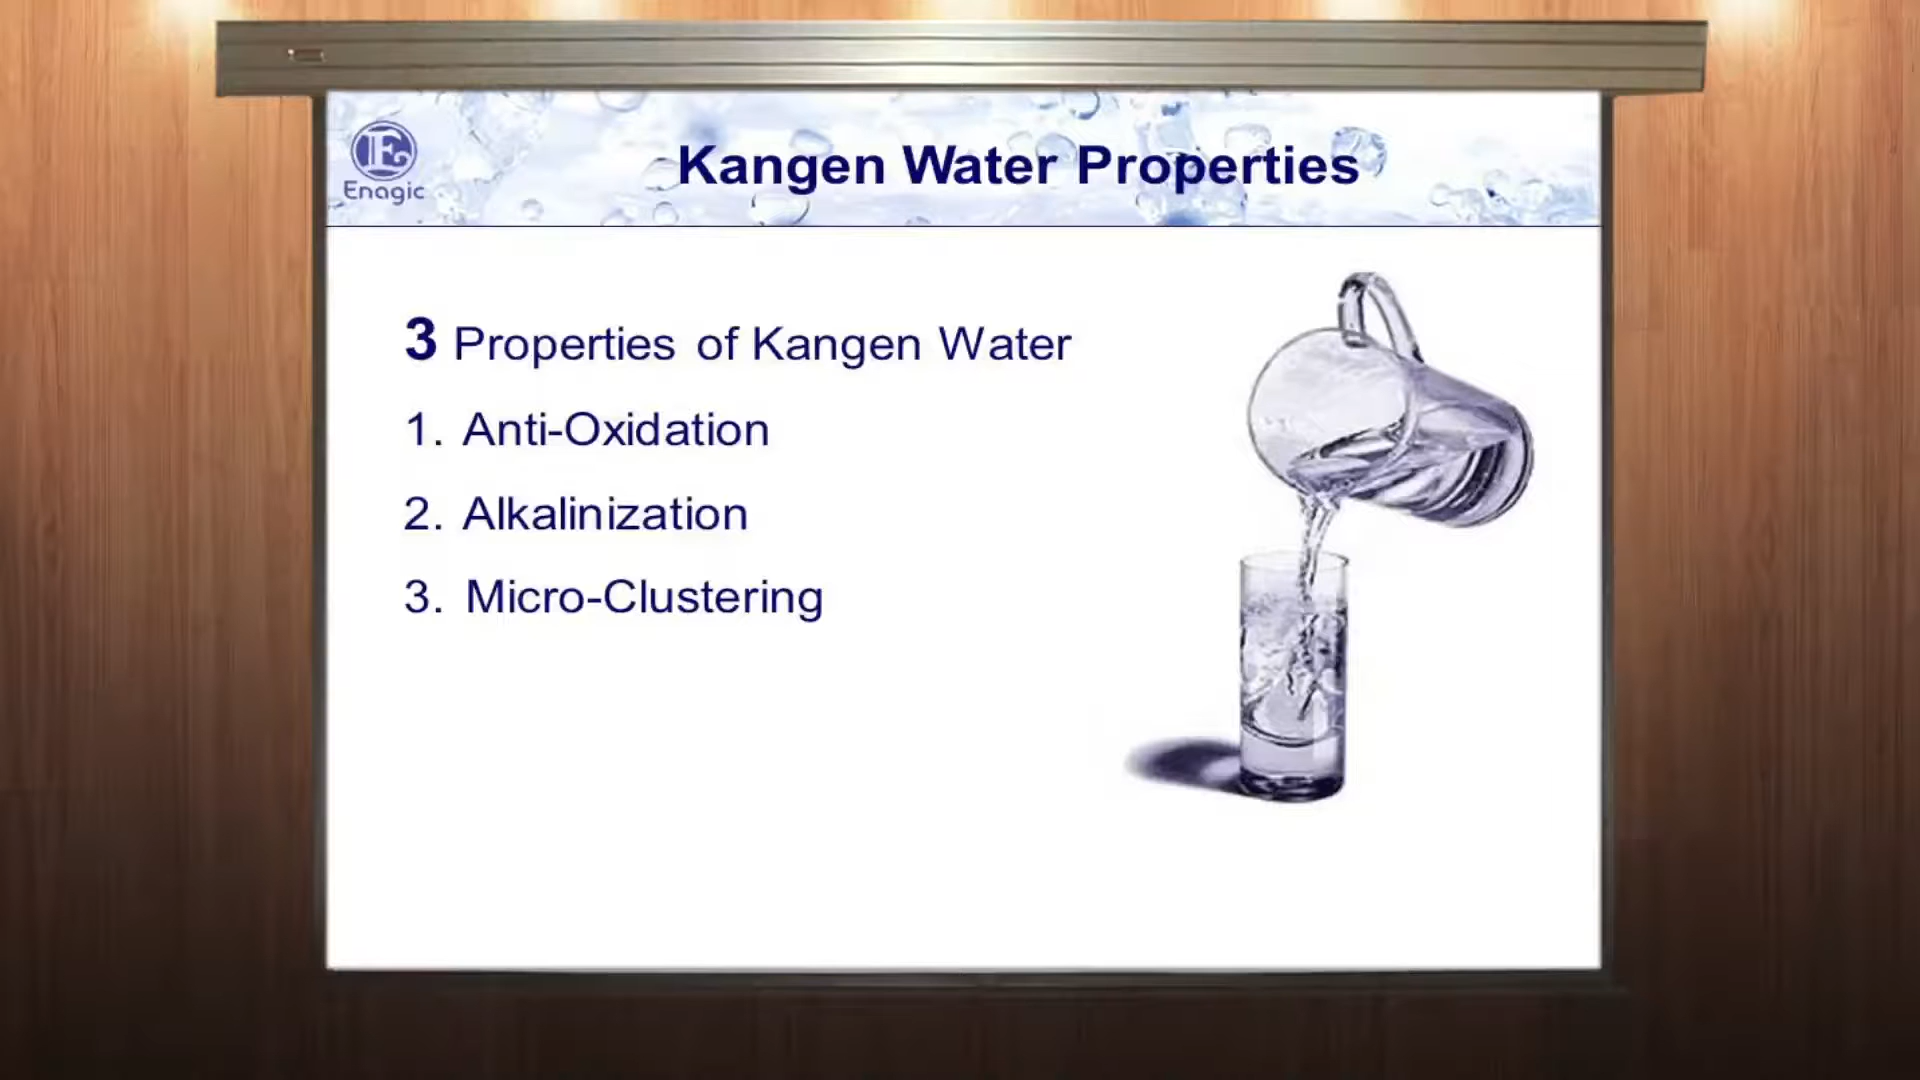 Enagic
Kangen Water Properties
3 Properties of Kangen Water
1. Anti-Oxidation
2. Alkalinization
3. Micro-Clustering